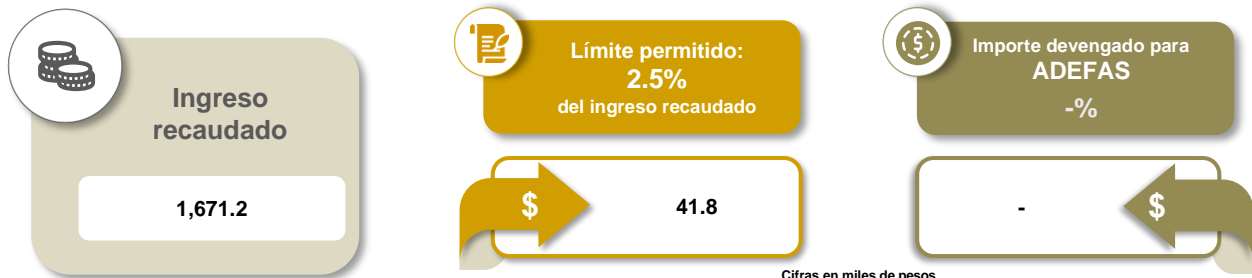 Ingreso
recaudado
1,671.2
Límite permitido:
2.5%
del ingreso recaudado
$
41.8
Importe devengado para
ADEFAS
-%
-
$
Cifras en miles de pesos